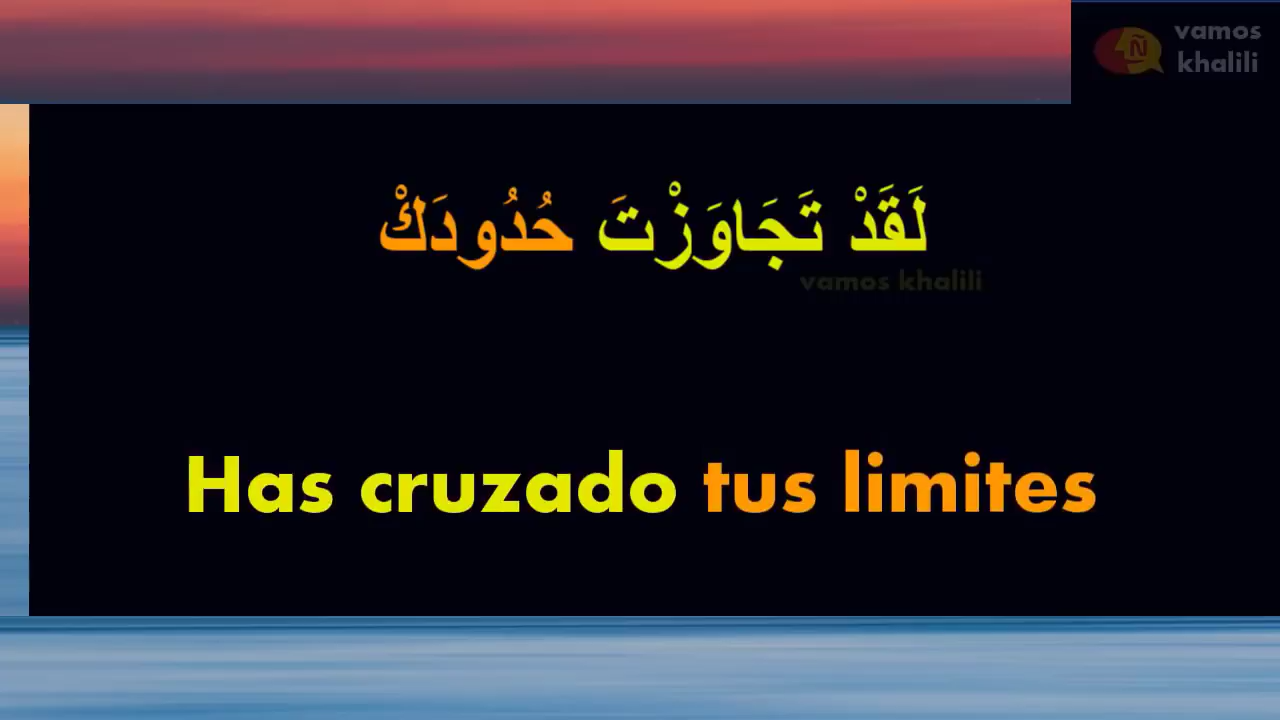 vamos
khalili
Ñ
لَقَدْ تَجَاوَزْتَ حُدُودَكْ
vamos khalili
Has cruzado tus limites